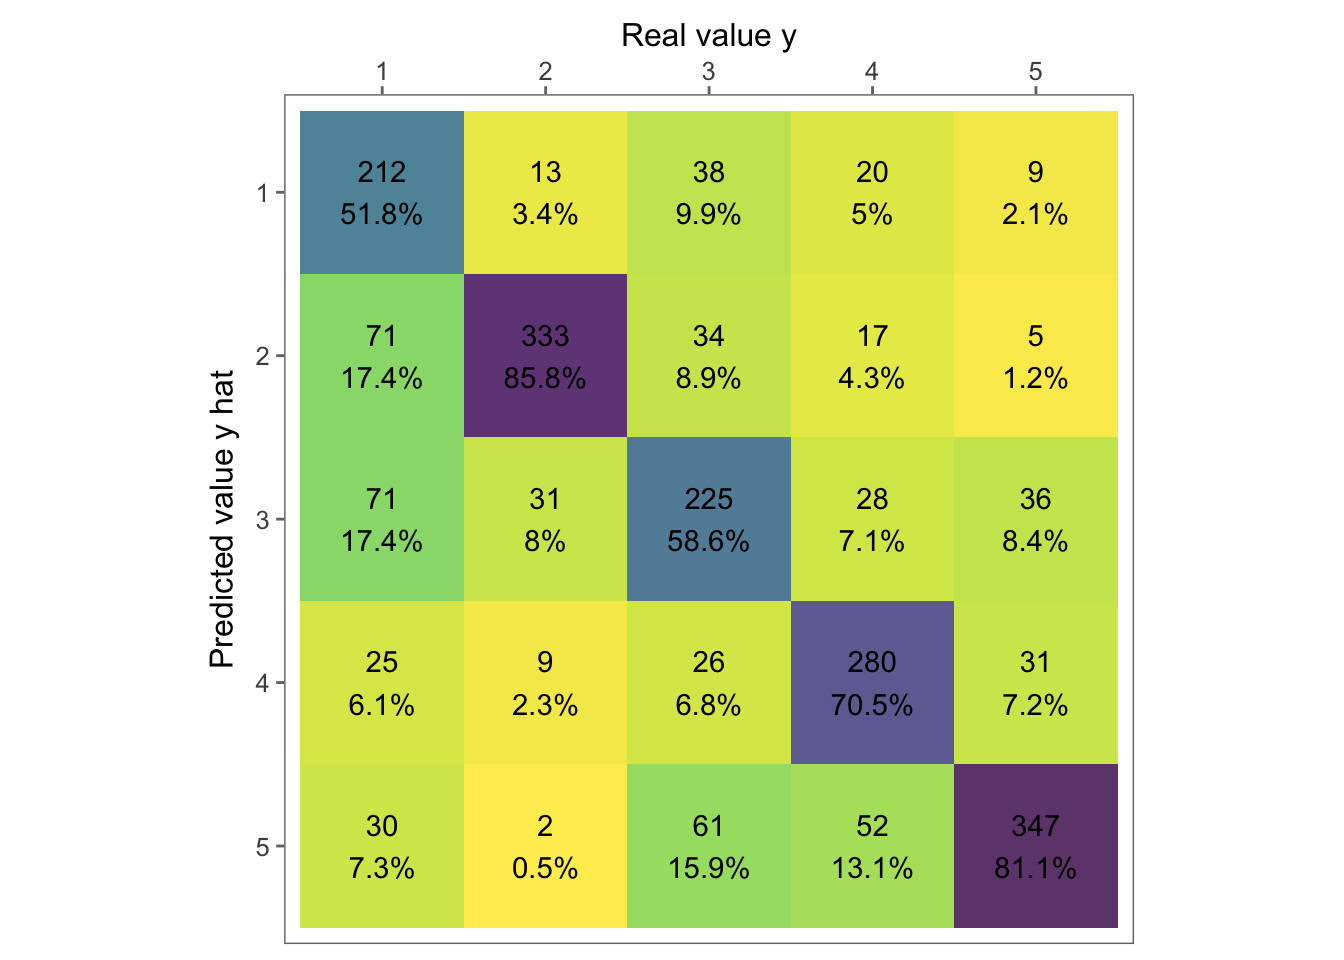 Real value y
1 2 3 4 5
Predicted value y hat
1
212 13 38 20 9
51.8% 3.4% 9.9% 5% 2.1%
2
71 333 34 17 5
17.4% 85.8% 8.9% 4.3% 1.2%
3
71 31 225 28 36
17.4% 8% 58.6% 7.1% 8.4%
4
25 9 26 280 31
6.1% 2.3% 6.8% 70.5% 7.2%
5
30 2 61 52 347
7.3% 0.5% 15.9% 13.1% 81.1%